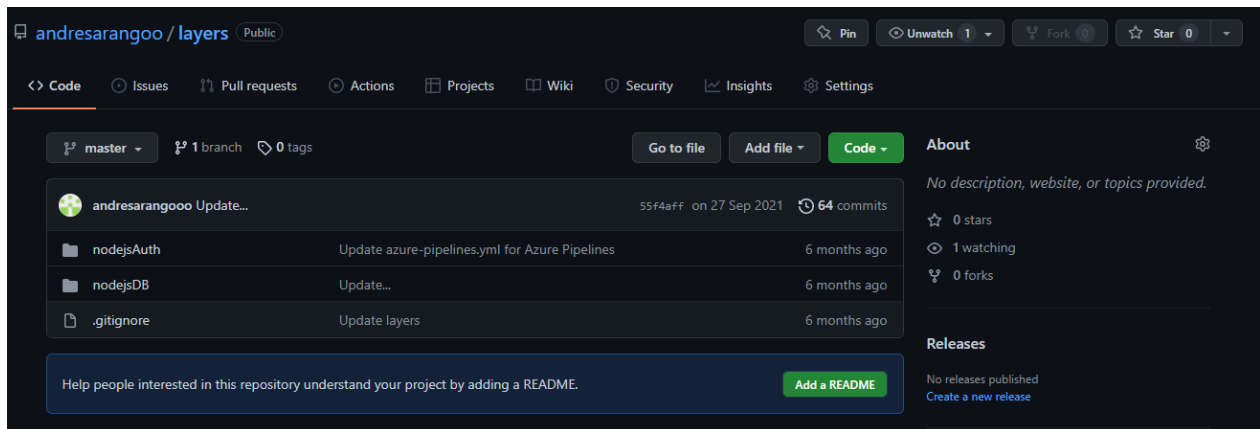 andresarangoo / layers Public
Pin
Unwatch 1
Fork 0
Star 0
<> Code
Issues
Pull requests
Actions
Projects
Wiki
Security
Insights
Settings
master
1 branch
0 tags
Go to file
Add file
Code
andresarangooo Update...
55f4aff on 27 Sep 2021
64 commits
nodejsAuth
Update azure-pipelines.yml for Azure Pipelines
6 months ago
nodejsDB
Update...
6 months ago
.gitignore
Update layers
6 months ago
Help people interested in this repository understand your project by adding a README.
Add a README
About
No description, website, or topics provided.
0 stars
1 watching
0 forks
Releases
No releases published
Create a new release